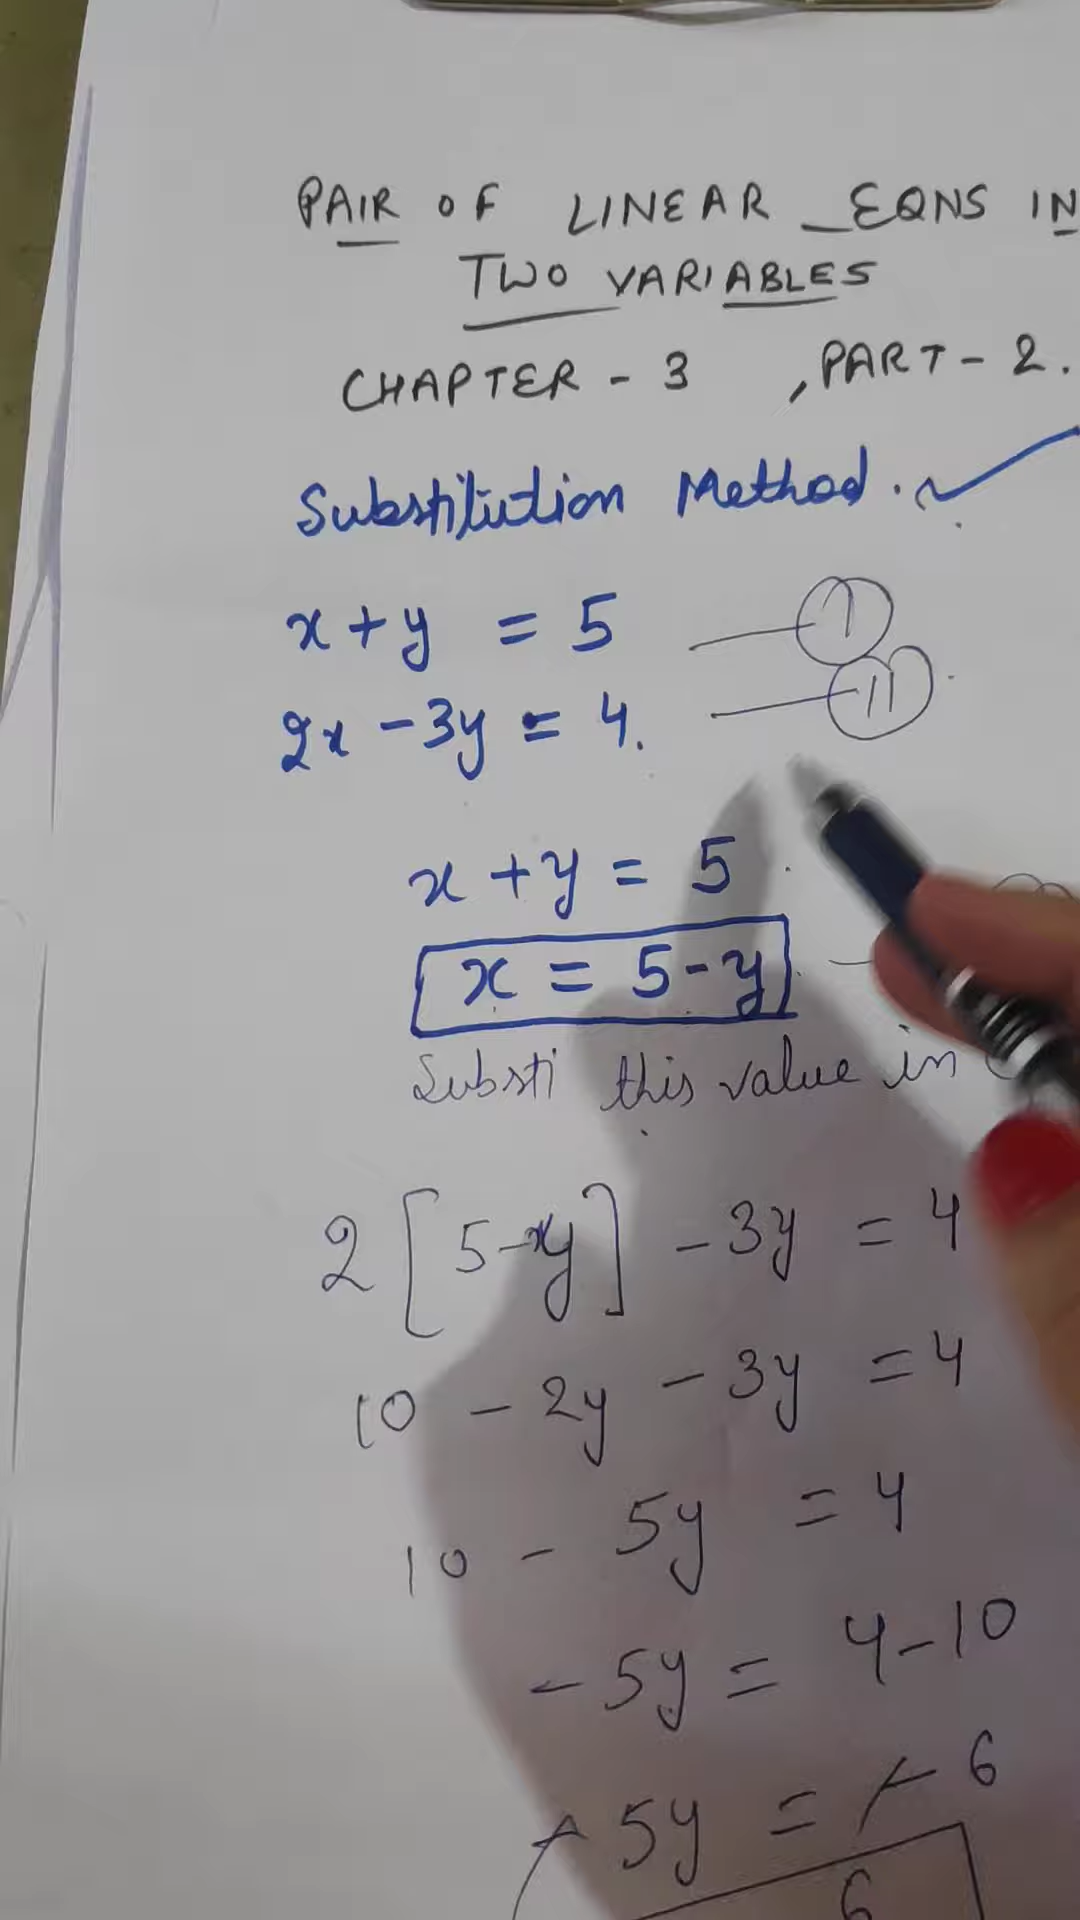 PAIR OF LINEAR EQNS IN
TWO VARIABLES
CHAPTER - 3 , PART - 2.
Substitution Method.
x + y = 5 I
2x - 3y = 4. II
x + y = 5
x = 5 - y
Substi this value in
2 [5 - y] - 3y = 4
10 - 2y - 3y = 4
10 - 5y = 4
- 5y = 4 - 10
- 5y = - 6
6